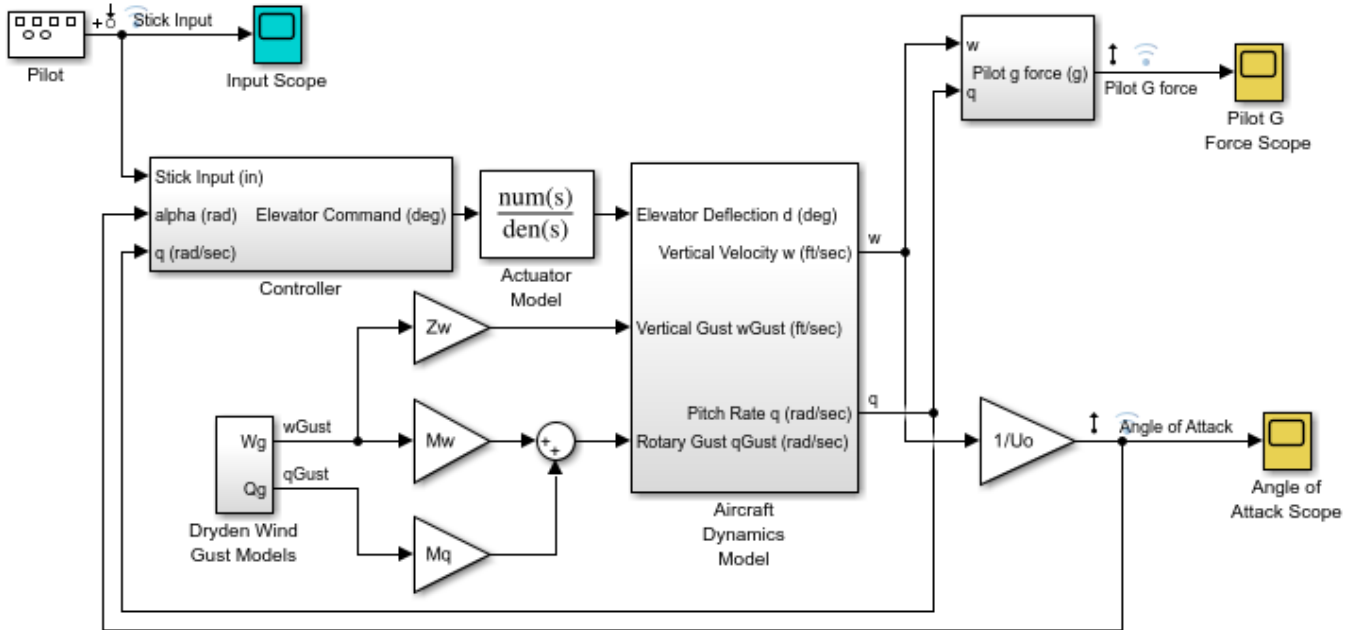 Stick Input
Pilot
Input Scope
w
Pilot g force (g)
q
Pilot G force
Pilot G
Force Scope
Stick Input (in)
alpha (rad)
Elevator Command (deg)
q (rad/sec)
Controller
num(s)
den(s)
Actuator
Model
Elevator Deflection d (deg)
Vertical Velocity w (ft/sec)
Vertical Gust wGust (ft/sec)
Pitch Rate q (rad/sec)
Rotary Gust qGust (rad/sec)
Aircraft
Dynamics
Model
w
q
Zw
Mw
Mq
+
+
Wg
Qg
wGust
qGust
Dryden Wind
Gust Models
1/Uo
Angle of Attack
Angle of
Attack Scope